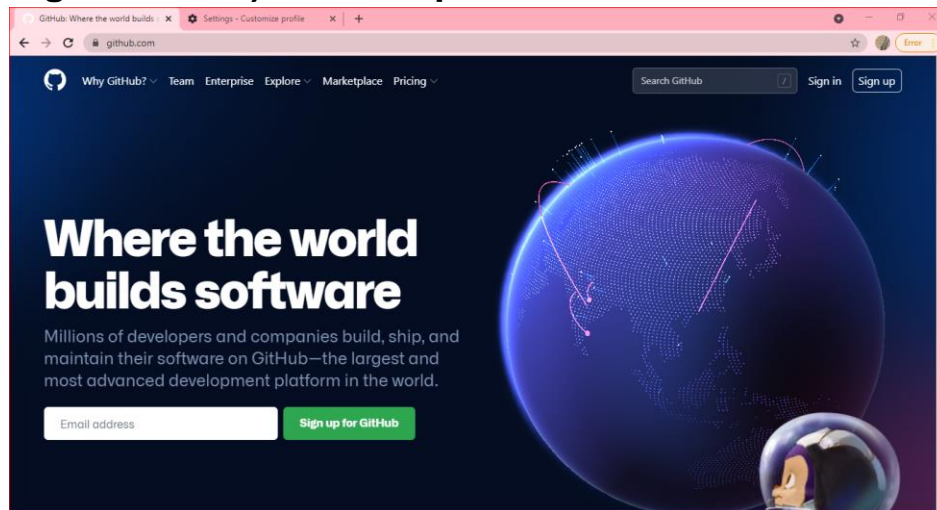 GitHub: Where the world builds
Settings - Customize profile
github.com
Error
Why GitHub? Team Enterprise Explore Marketplace Pricing
Search GitHub /
Sign in Sign up
Where the world
builds software
Millions of developers and companies build, ship, and
maintain their software on GitHub—the largest and
most advanced development platform in the world.
Email address
Sign up for GitHub